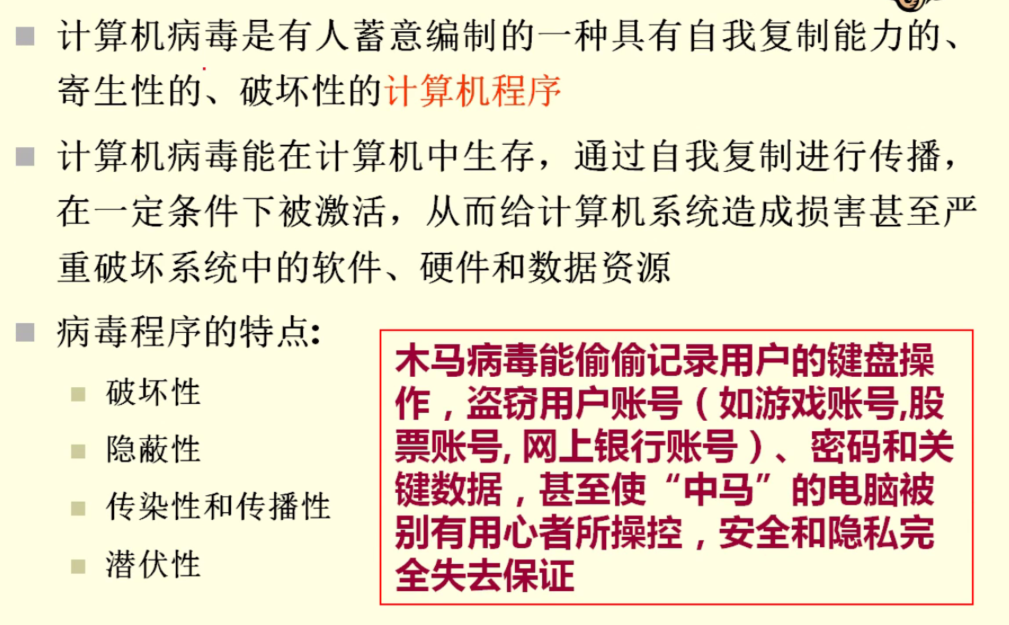 计算机病毒是有人蓄意编制的一种具有自我复制能力的、
寄生性的、破坏性的计算机程序
计算机病毒能在计算机中生存，通过自我复制进行传播，
在一定条件下被激活，从而给计算机系统造成损害甚至严
重破坏系统中的软件、硬件和数据资源
病毒程序的特点:
破坏性
隐蔽性
传染性和传播性
潜伏性
木马病毒能偷偷记录用户的键盘操
作，盗窃用户账号（如游戏账号,股
票账号, 网上银行账号）、密码和关
键数据，甚至使“中马”的电脑被
别有用心者所操控，安全和隐私完
全失去保证